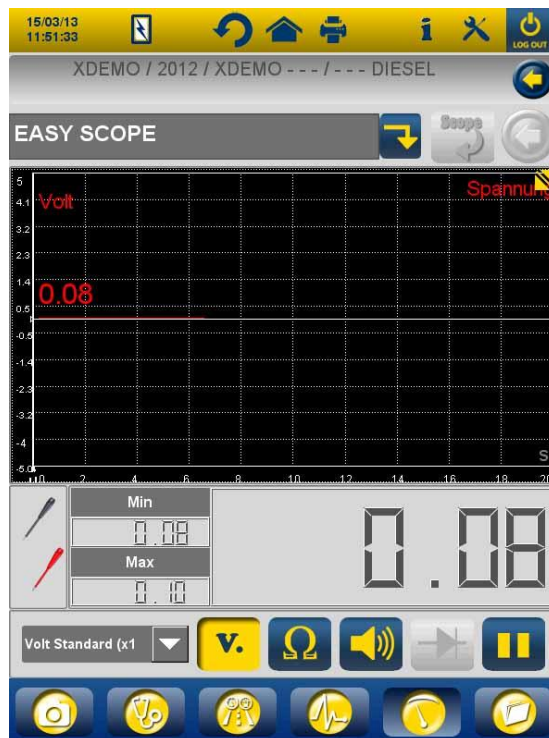 15/03/13
11:51:33
i
LOG OUT
XDEMO / 2012 / XDEMO - - - / - - - DIESEL
EASY SCOPE
Scope
5
Volt
Spannung
4.1
3.2
2.3
1.4
0.08
0.5
-0.5
-1.4
-2.3
-3.2
-4
S
-5.0
0 2 4 6 8 10 12 14 16 18 20
Min
0.08
Max
0.10
0.08
Volt Standard (x1
V.
Ω